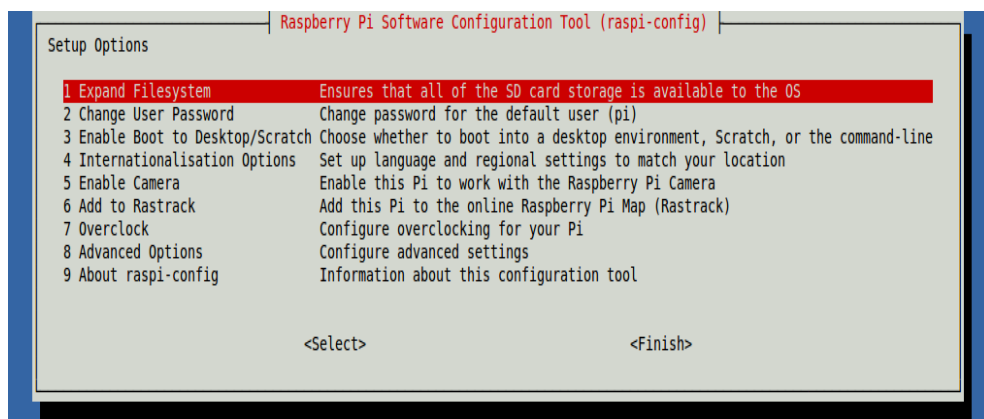 Raspberry Pi Software Configuration Tool (raspi-config)
Setup Options
1 Expand Filesystem Ensures that all of the SD card storage is available to the OS
2 Change User Password Change password for the default user (pi)
3 Enable Boot to Desktop/Scratch Choose whether to boot into a desktop environment, Scratch, or the command-line
4 Internationalisation Options Set up language and regional settings to match your location
5 Enable Camera Enable this Pi to work with the Raspberry Pi Camera
6 Add to Rastrack Add this Pi to the online Raspberry Pi Map (Rastrack)
7 Overclock Configure overclocking for your Pi
8 Advanced Options Configure advanced settings
9 About raspi-config Information about this configuration tool
<Select> <Finish>